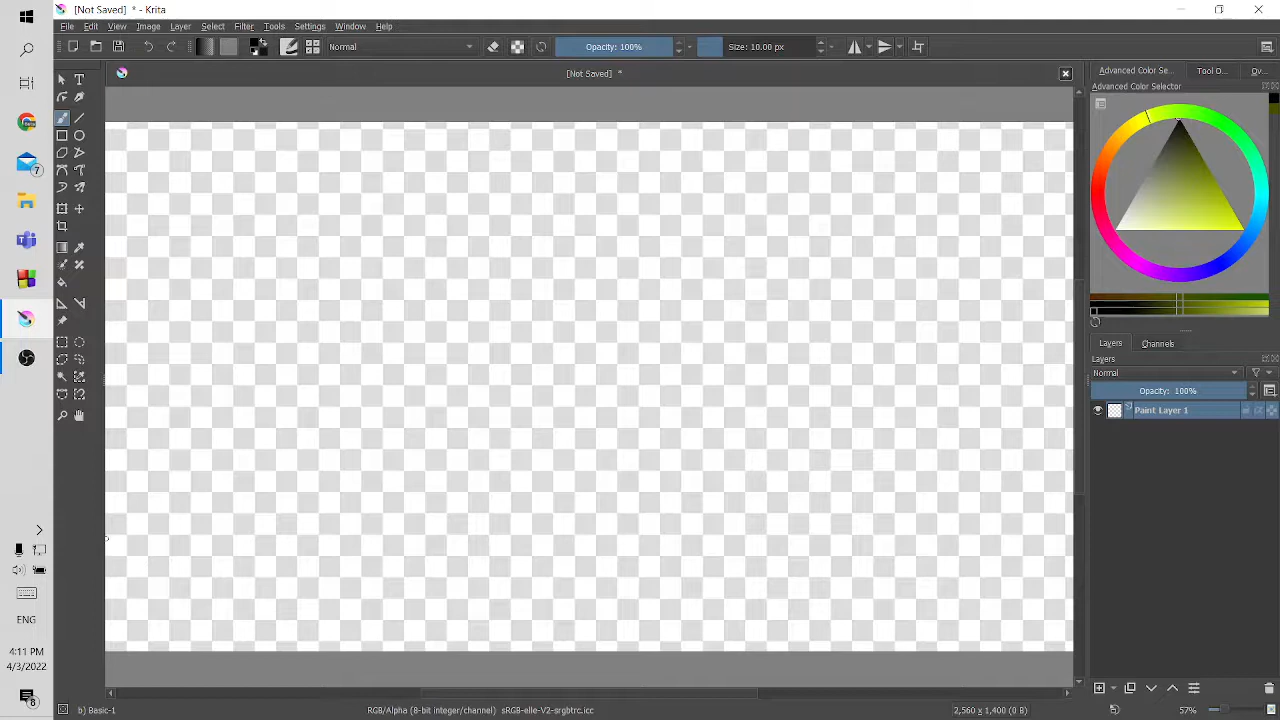 [Not Saved] * - Krita
File Edit View Image Layer Select Filter Tools Settings Window Help
Normal
Opacity: 100%
Size: 10.00 px
[Not Saved] *
Advanced Color Se...
Tool D...
Ov...
Advanced Color Selector
Layers
Channels
Layers
Normal
Opacity: 100%
Paint Layer 1
7
ENG
4:11 PM
4/3/2022
8
b) Basic-1
RGB/Alpha (8-bit integer/channel) sRGB-elle-V2-srgbtrc.icc
2,560 x 1,400 (0 B)
57%